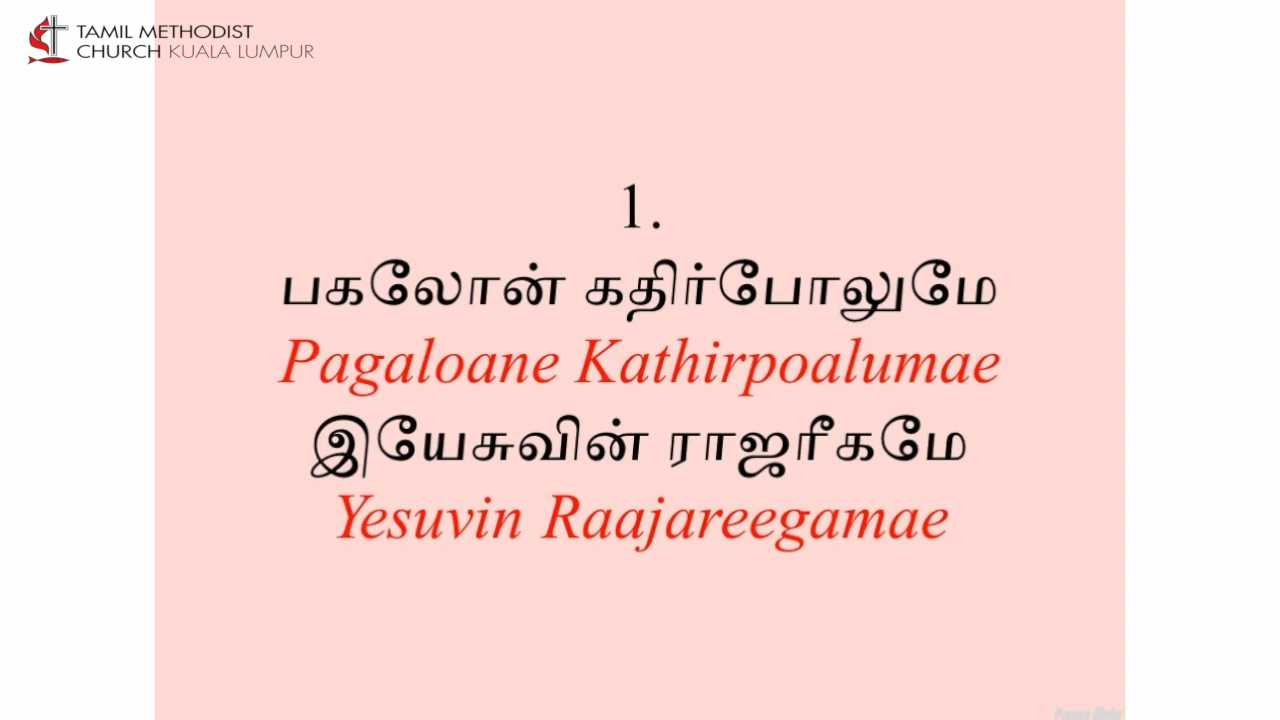 TAMIL METHODIST
CHURCH KUALA LUMPUR
1.
பகலோன் கதிர்போலுமே
Pagaloane Kathirpoalumae
இயேசுவின் ராஜரீகமே
Yesuvin Raajareegamae